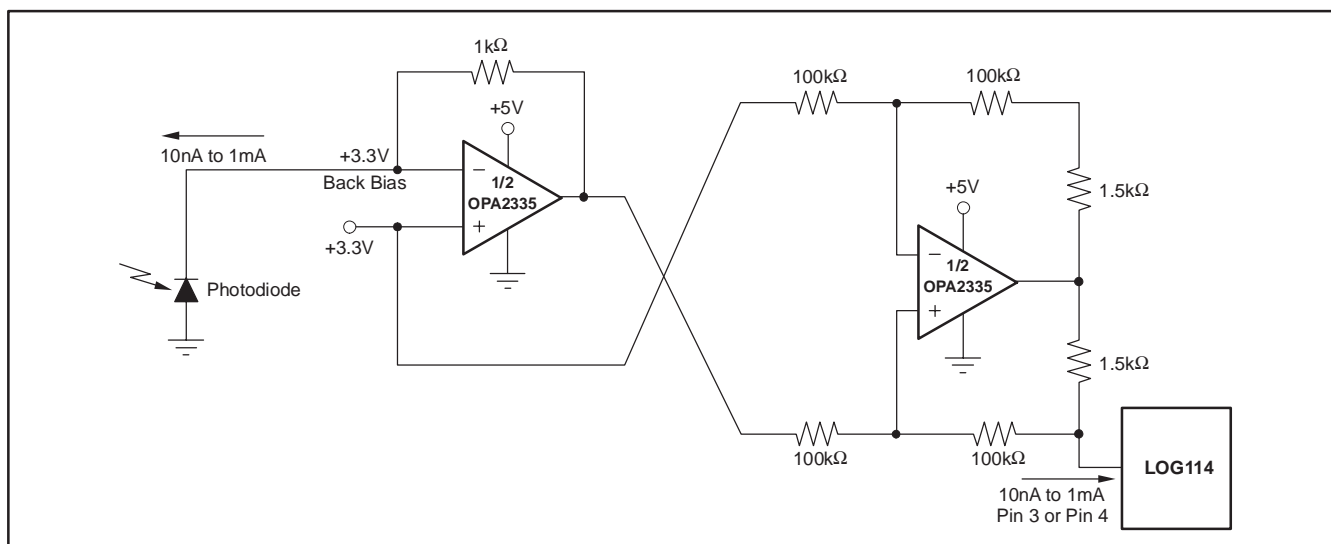 1kΩ
+5V
10nA to 1mA
+3.3V
Back Bias
−
1/2
OPA2335
+
+3.3V
Photodiode
100kΩ
100kΩ
1.5kΩ
+5V
−
1/2
OPA2335
+
1.5kΩ
100kΩ
100kΩ
10nA to 1mA
Pin 3 or Pin 4
LOG114